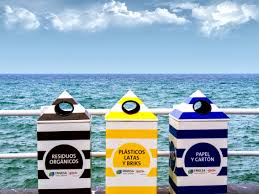 RESIDUOS
ORGÁNICOS
PLÁSTICOS
LATAS
Y BRIKS
PAPEL
Y CARTÓN